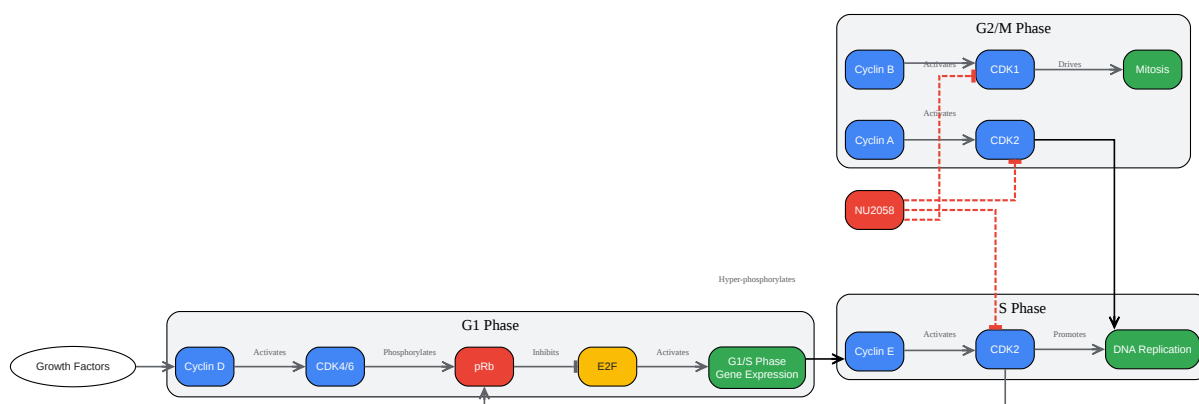 G2/M Phase
Cyclin B
Activates
CDK1
Drives
Mitosis
Activates
Cyclin A
CDK2
NU2058
Hyper-phosphorylates
G1 Phase
S Phase
Growth Factors
Cyclin D
Activates
CDK4/6
Phosphorylates
pRb
Inhibits
E2F
Activates
G1/S Phase
Gene Expression
Cyclin E
Activates
CDK2
Promotes
DNA Replication